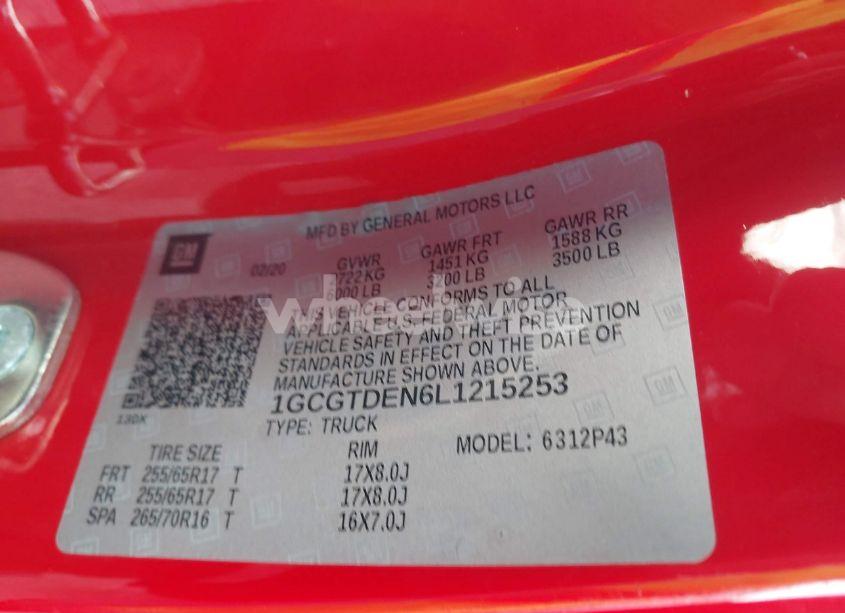 MFD BY GENERAL MOTORS LLC
GM
02/20
GVWR GAWR FRT GAWR RR
2722 KG 1451 KG 1588 KG
6000 LB 3200 LB 3500 LB
THIS VEHICLE CONFORMS TO ALL
APPLICABLE U.S. FEDERAL MOTOR
VEHICLE SAFETY AND THEFT PREVENTION
STANDARDS IN EFFECT ON THE DATE OF
MANUFACTURE SHOWN ABOVE.
1GCGTDEN6L1215253
130X
TYPE: TRUCK
MODEL: 6312P43
TIRE SIZE RIM
FRT 255/65R17 T 17X8.0J
RR 255/65R17 T 17X8.0J
SPA 265/70R16 T 16X7.0J